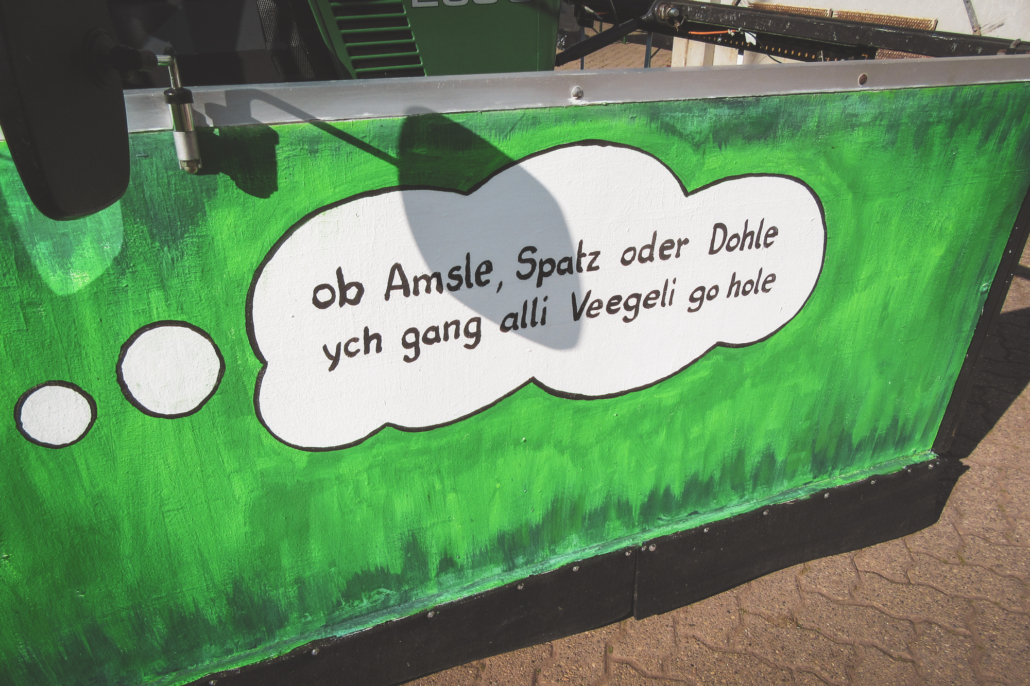 ob Amsle, Spatz oder Dohle
ych gang alli Veegeli go hole